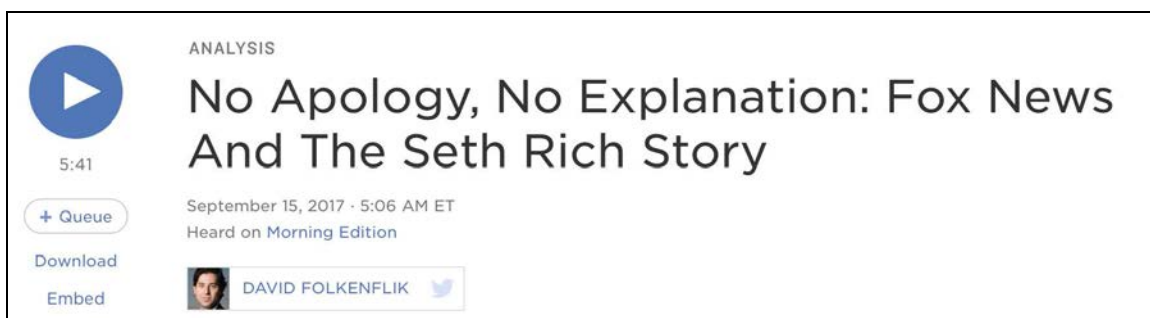 ANALYSIS
No Apology, No Explanation: Fox News
And The Seth Rich Story
5:41
September 15, 2017 · 5:06 AM ET
+ Queue
Heard on Morning Edition
Download
DAVID FOLKENFLIK
Embed